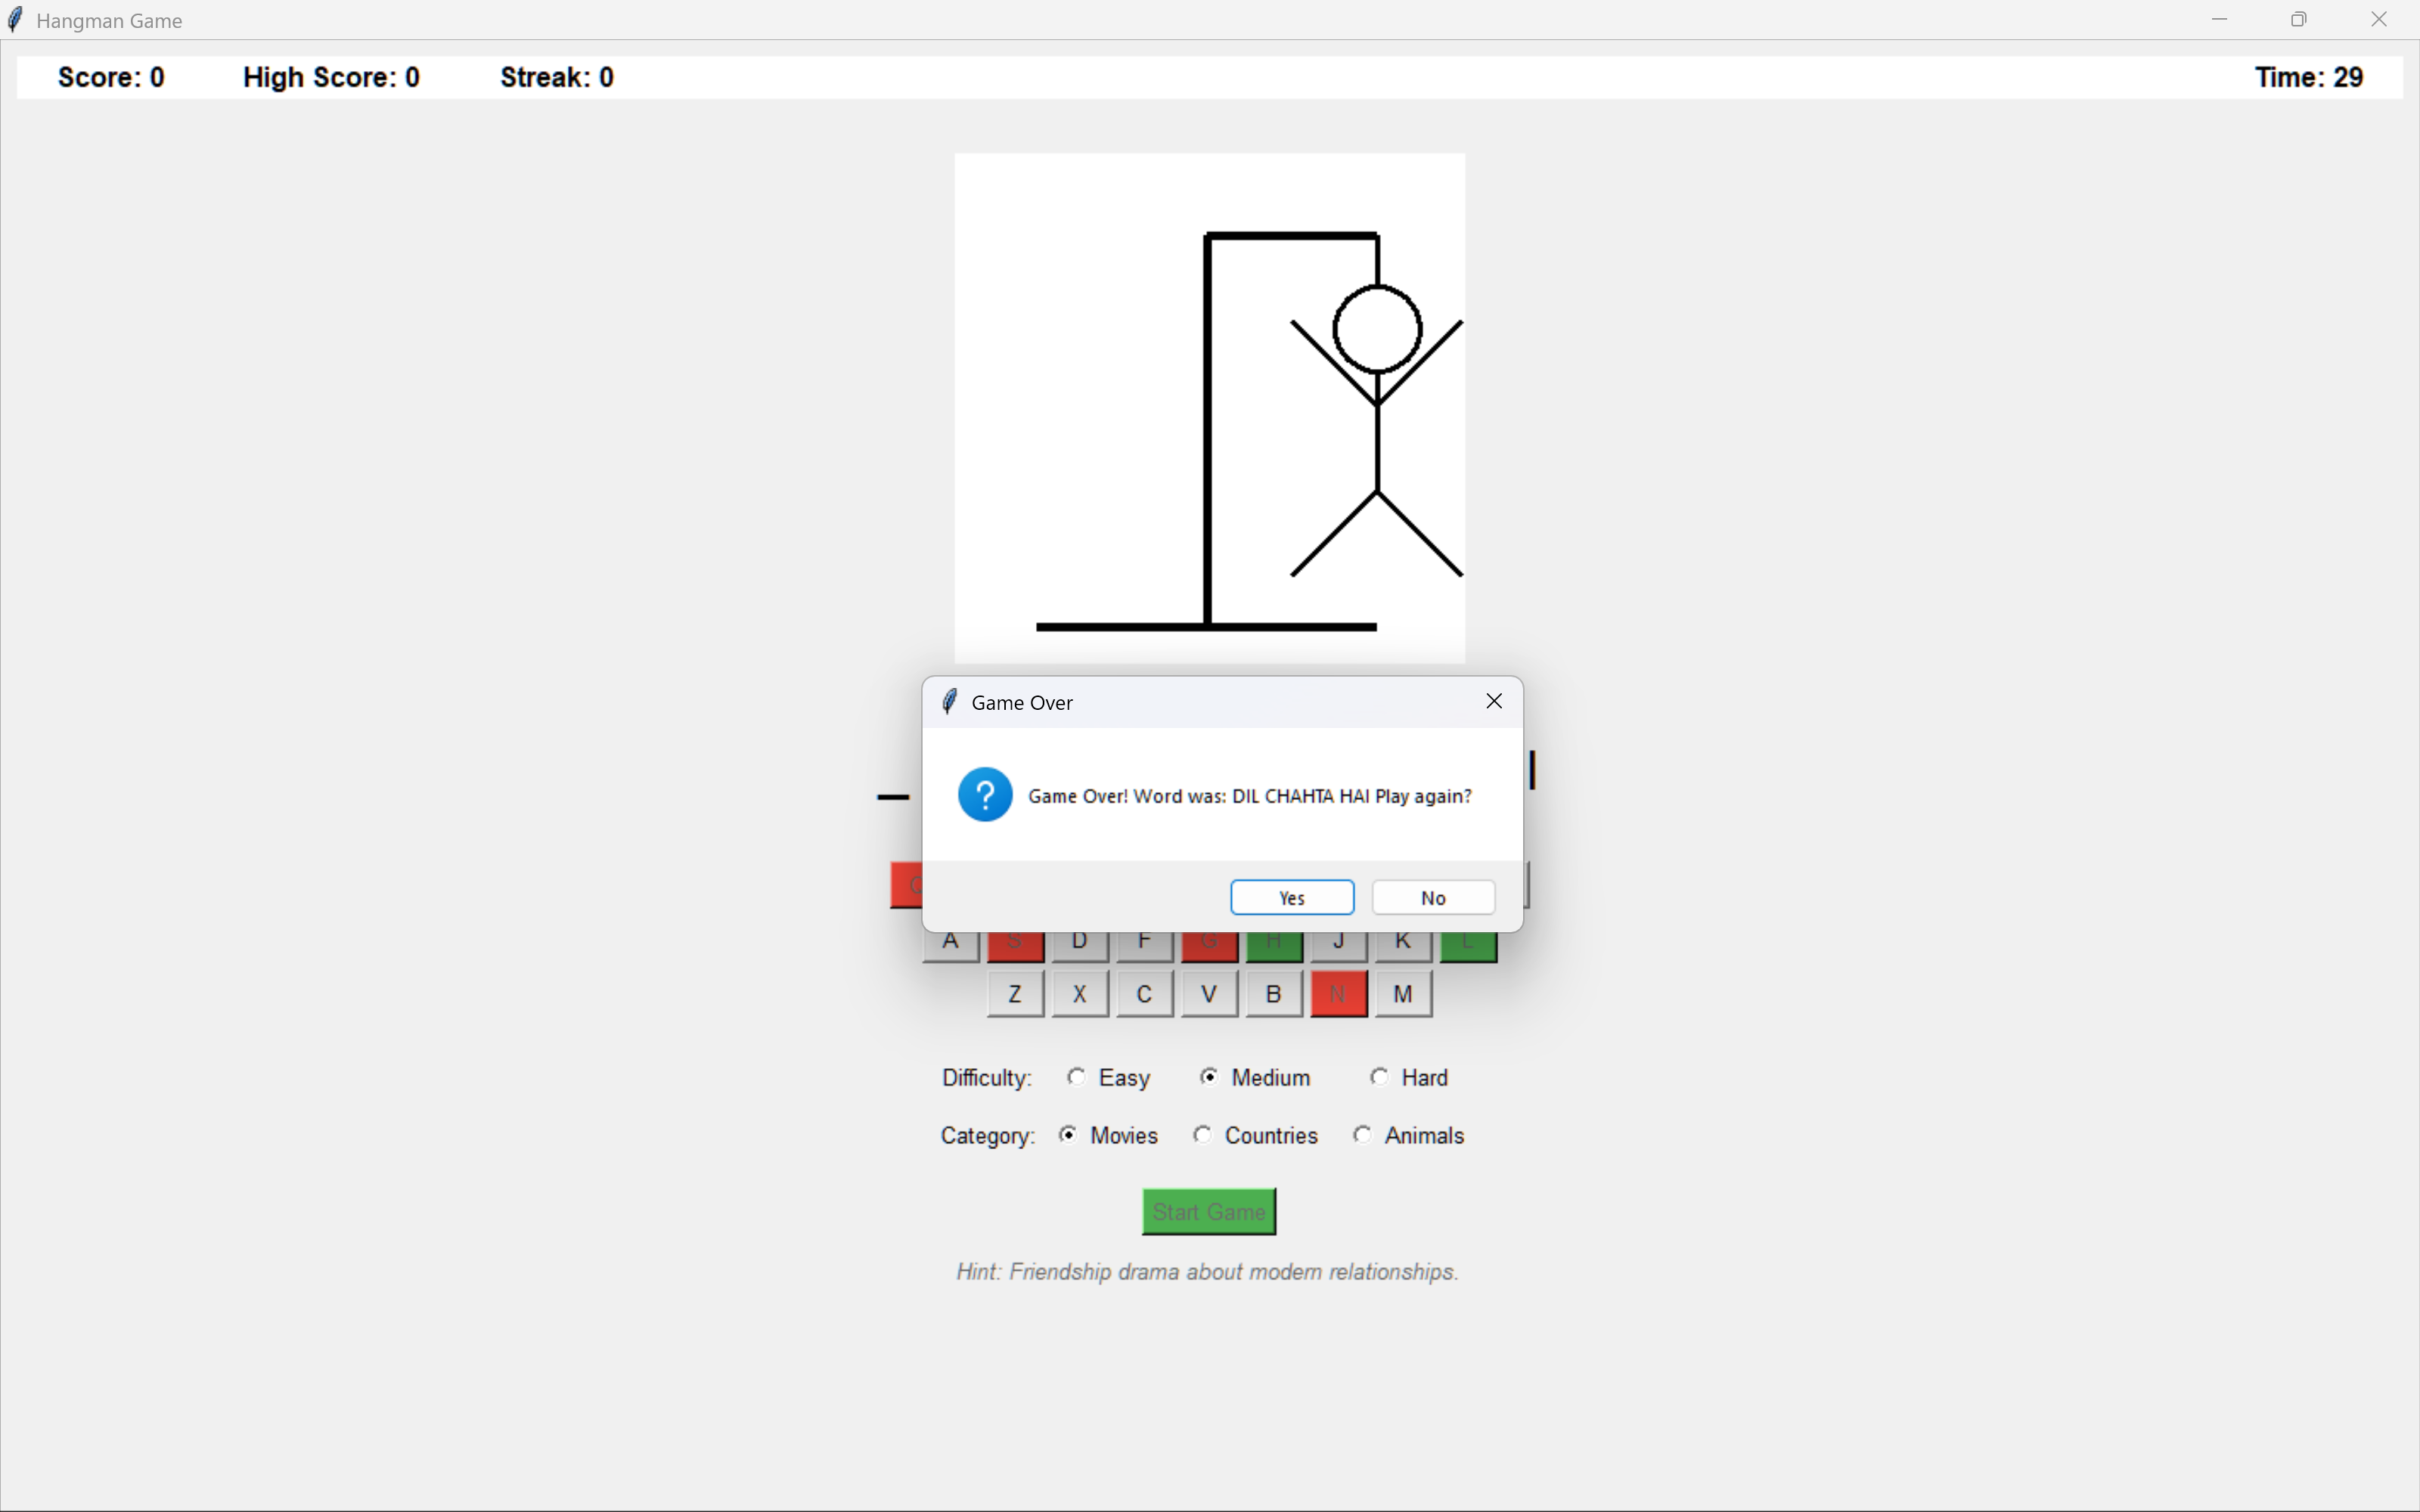 Hangman Game
Score: 0 High Score: 0 Streak: 0 Time: 29
Game Over
Game Over! Word was: DIL CHAHTA HAI Play again?
Yes No
A S D F G H J K L
Z X C V B N M
Difficulty: Easy Medium Hard
Category: Movies Countries Animals
Start Game
Hint: Friendship drama about modern relationships.